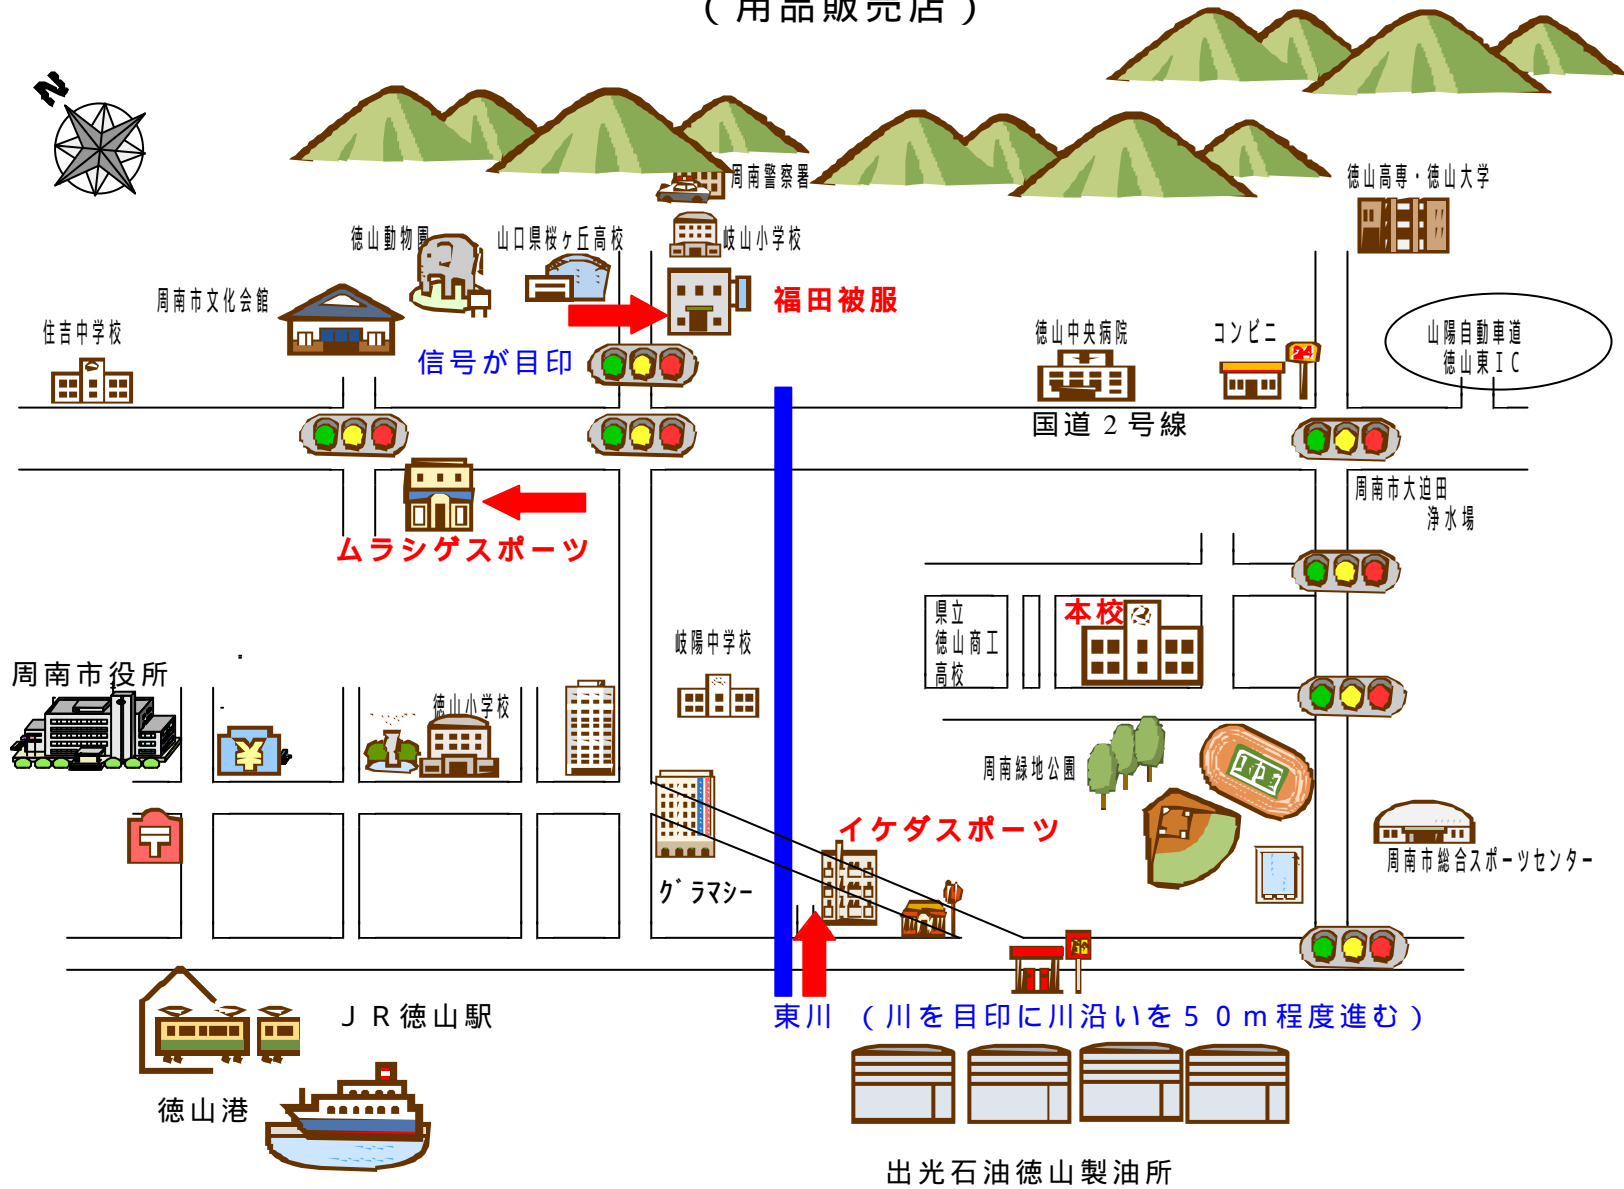 （用品販売店）
N
周南警察署
徳山高専・徳山大学
徳山動物園
山口県桜ヶ丘高校
岐山小学校
周南市文化会館
福田被服
住吉中学校
徳山中央病院
コンビニ
山陽自動車道
徳山東ＩＣ
信号が目印
24
国道２号線
周南市大迫田
浄水場
ムラシゲスポーツ
県立
徳山商工
高校
本校
岐陽中学校
周南市役所
徳山小学校
¥
周南緑地公園
イケダスポーツ
〒
周南市総合スポーツセンター
グラマシー
ＪＲ徳山駅
東川 （川を目印に川沿いを５０ｍ程度進む）
徳山港
出光石油徳山製油所